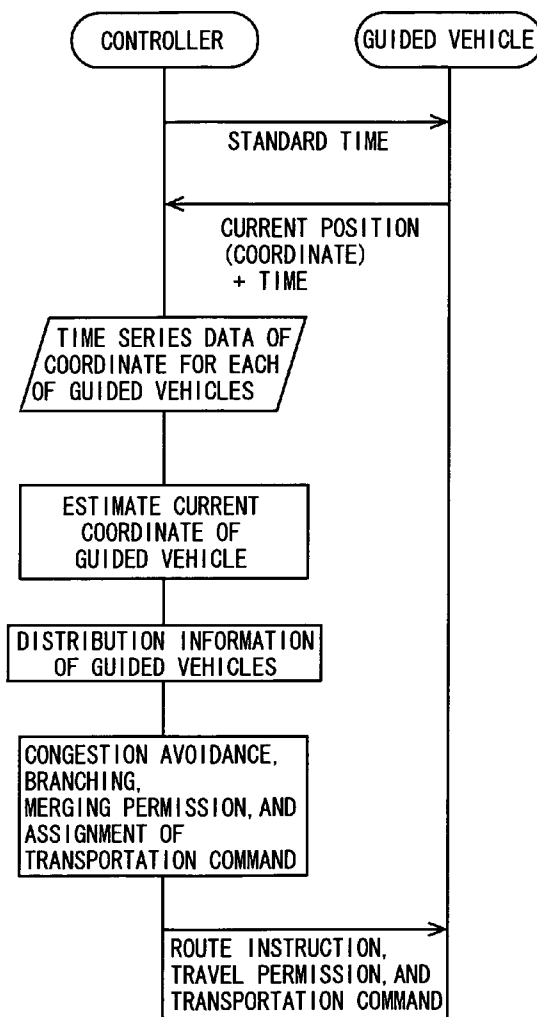 CONTROLLER
GUIDED VEHICLE
STANDARD TIME
CURRENT POSITION
(COORDINATE)
+ TIME
TIME SERIES DATA OF
COORDINATE FOR EACH
OF GUIDED VEHICLES
ESTIMATE CURRENT
COORDINATE OF
GUIDED VEHICLE
DISTRIBUTION INFORMATION
OF GUIDED VEHICLES
CONGESTION AVOIDANCE,
BRANCHING,
MERGING PERMISSION, AND
ASSIGNMENT OF
TRANSPORTATION COMMAND
ROUTE INSTRUCTION,
TRAVEL PERMISSION, AND
TRANSPORTATION COMMAND